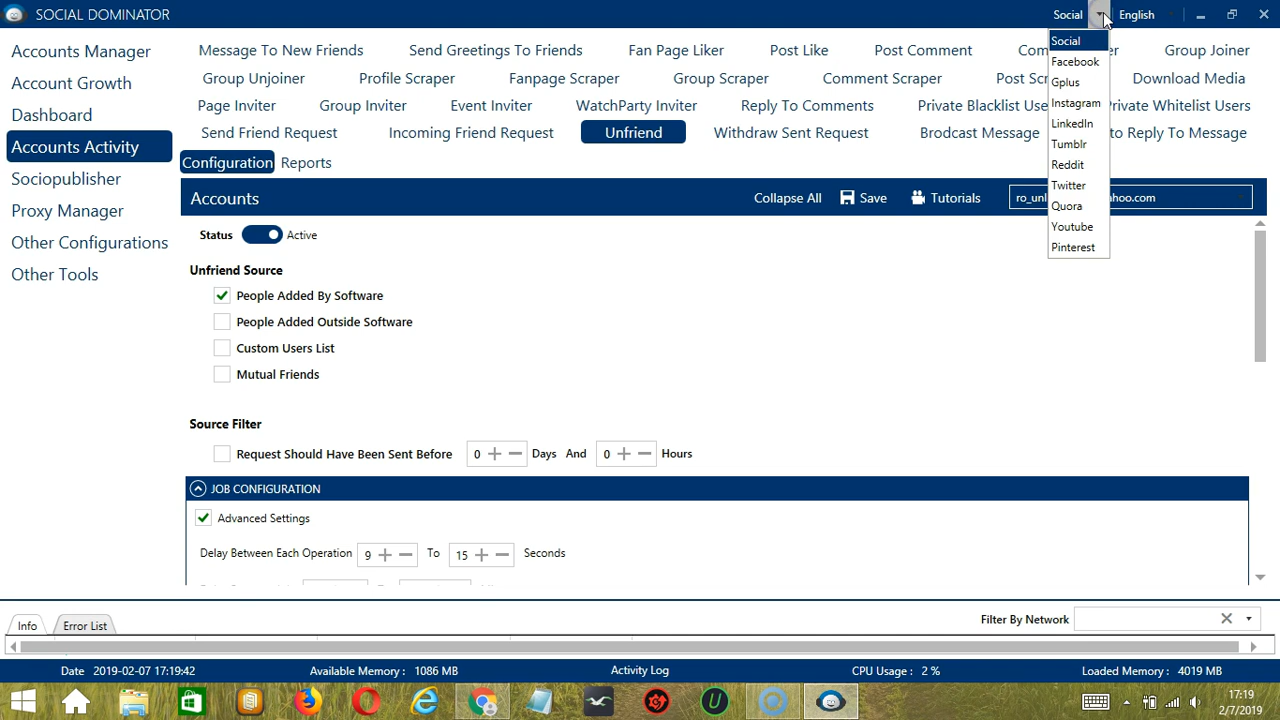 SOCIAL DOMINATOR
Social
English
Social
Facebook
Gplus
Instagram
LinkedIn
Tumblr
Reddit
Twitter
Quora
Youtube
Pinterest
Accounts Manager
Account Growth
Dashboard
Accounts Activity
Sociopublisher
Proxy Manager
Other Configurations
Other Tools
Message To New Friends Send Greetings To Friends Fan Page Liker Post Like Post Comment Group Joiner
Group Unjoiner Profile Scraper Fanpage Scraper Group Scraper Comment Scraper Post Download Media
Page Inviter Group Inviter Event Inviter WatchParty Inviter Reply To Comments Private Blacklist Private Whitelist Users
Send Friend Request Incoming Friend Request Unfriend Withdraw Sent Request Brodcast Message to Reply To Message
Configuration Reports
Accounts Collapse All Save Tutorials hoo.com
Status Active
Unfriend Source
People Added By Software
People Added Outside Software
Custom Users List
Mutual Friends
Source Filter
Request Should Have Been Sent Before 0 Days And 0 Hours
JOB CONFIGURATION
Advanced Settings
Delay Between Each Operation 9 To 15 Seconds
Info Error List Filter By Network
Date 2019-02-07 17:19:42 Available Memory : 1086 MB Activity Log CPU Usage : 2 % Loaded Memory : 4019 MB
17:19
2/7/2019